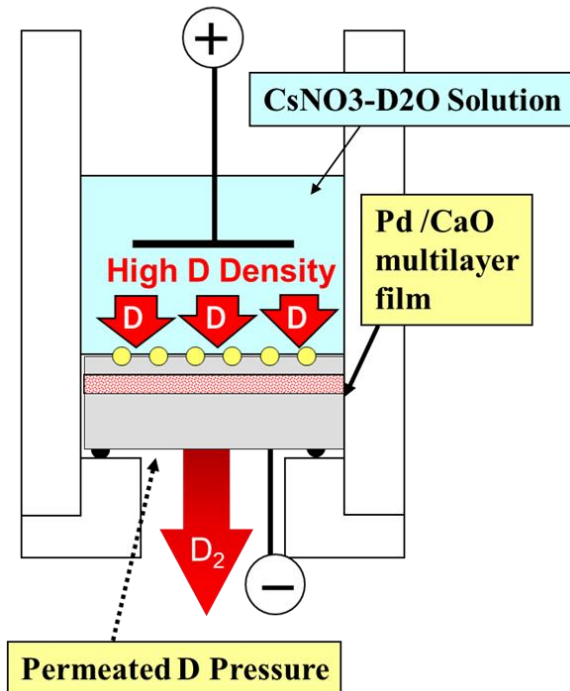 +
CsNO3-D2O Solution
Pd /CaO
multilayer
film
High D Density
D D D
D₂
−
Permeated D Pressure